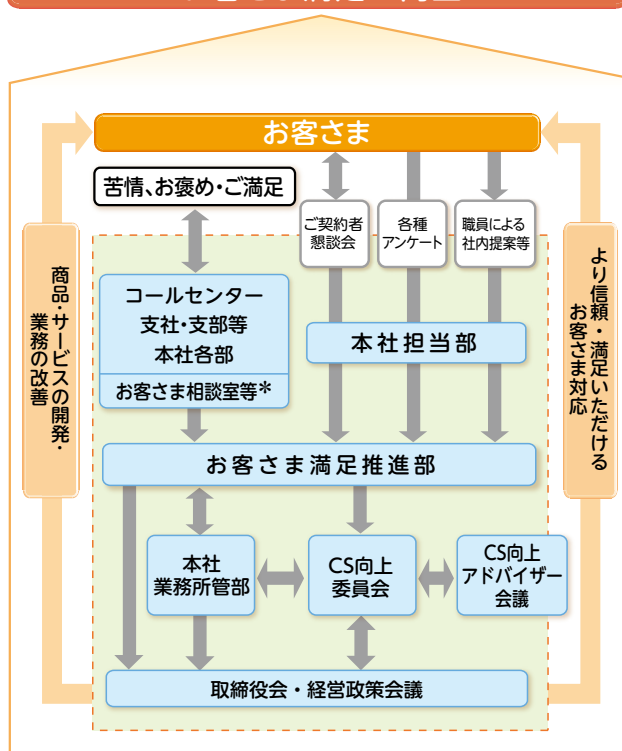 お客さま
苦情、お褒め・ご満足
ご契約者
懇談会
各種
アンケート
職員による
社内提案等
商品・サービスの開発・
業務の改善
より信頼・満足いただける
お客さま対応
コールセンター
支社・支部等
本社各部
お客さま相談室等*
本社担当部
お客さま満足推進部
本社
業務所管部
CS向上
委員会
CS向上
アドバイザー
会議
取締役会・経営政策会議